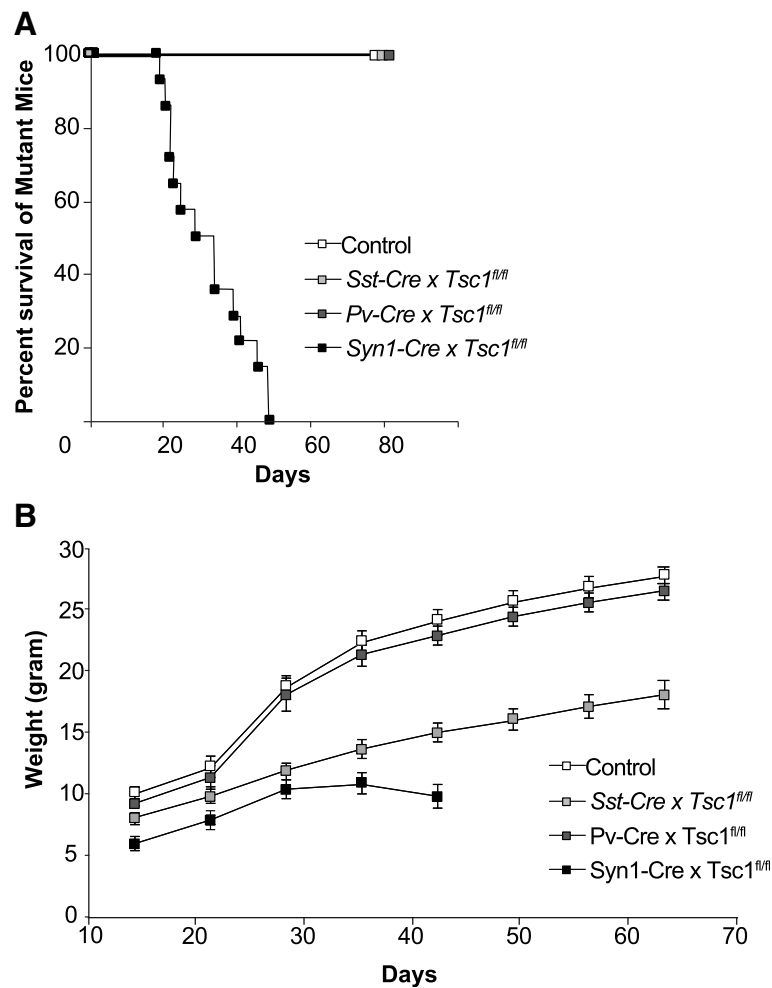 A
Percent survival of Mutant Mice
100
80
60
40
20
0 20 40 60 80
Days
Control
Sst-Cre x Tsc1fl/fl
Pv-Cre x Tsc1fl/fl
Syn1-Cre x Tsc1fl/fl
B
Weight (gram)
30
25
20
15
10
5
0
10 20 30 40 50 60 70
Days
Control
Sst-Cre x Tsc1fl/fl
Pv-Cre x Tsc1fl/fl
Syn1-Cre x Tsc1fl/fl